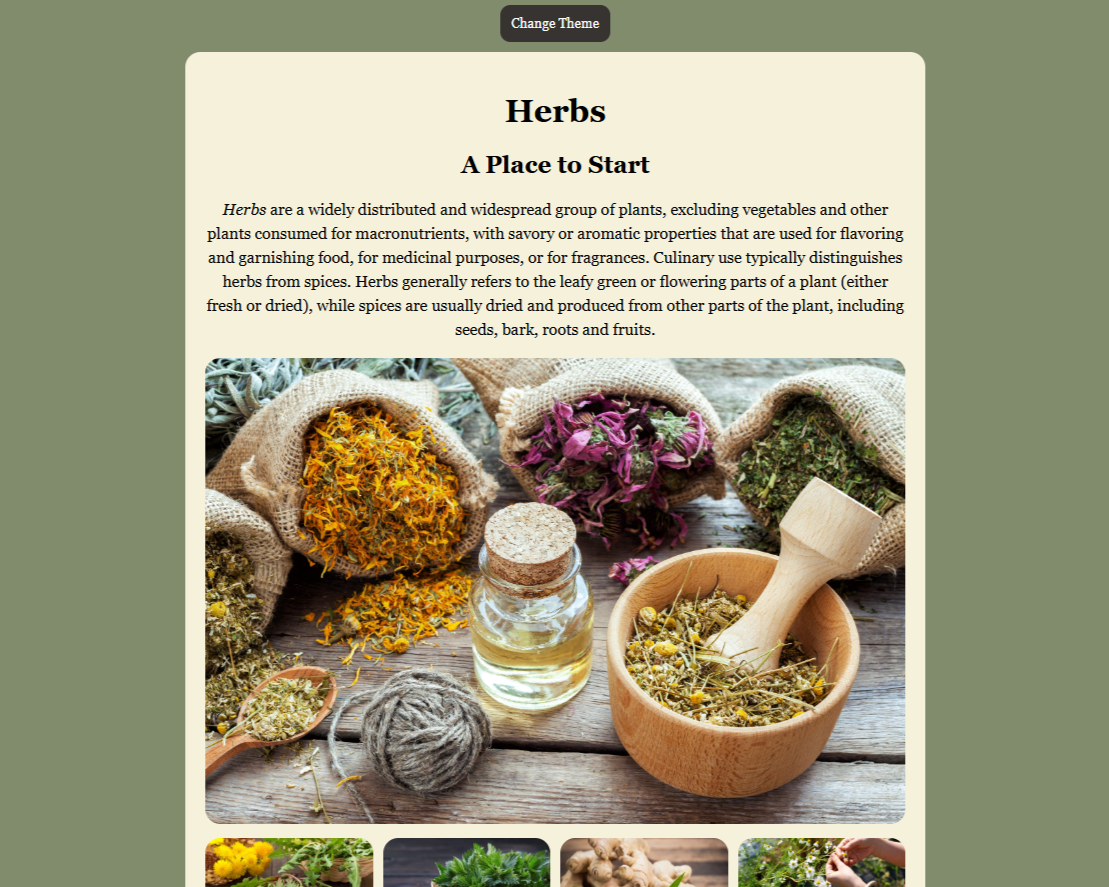 Change Theme
Herbs
A Place to Start
Herbs are a widely distributed and widespread group of plants, excluding vegetables and other
plants consumed for macronutrients, with savory or aromatic properties that are used for flavoring
and garnishing food, for medicinal purposes, or for fragrances. Culinary use typically distinguishes
herbs from spices. Herbs generally refers to the leafy green or flowering parts of a plant (either
fresh or dried), while spices are usually dried and produced from other parts of the plant, including
seeds, bark, roots and fruits.